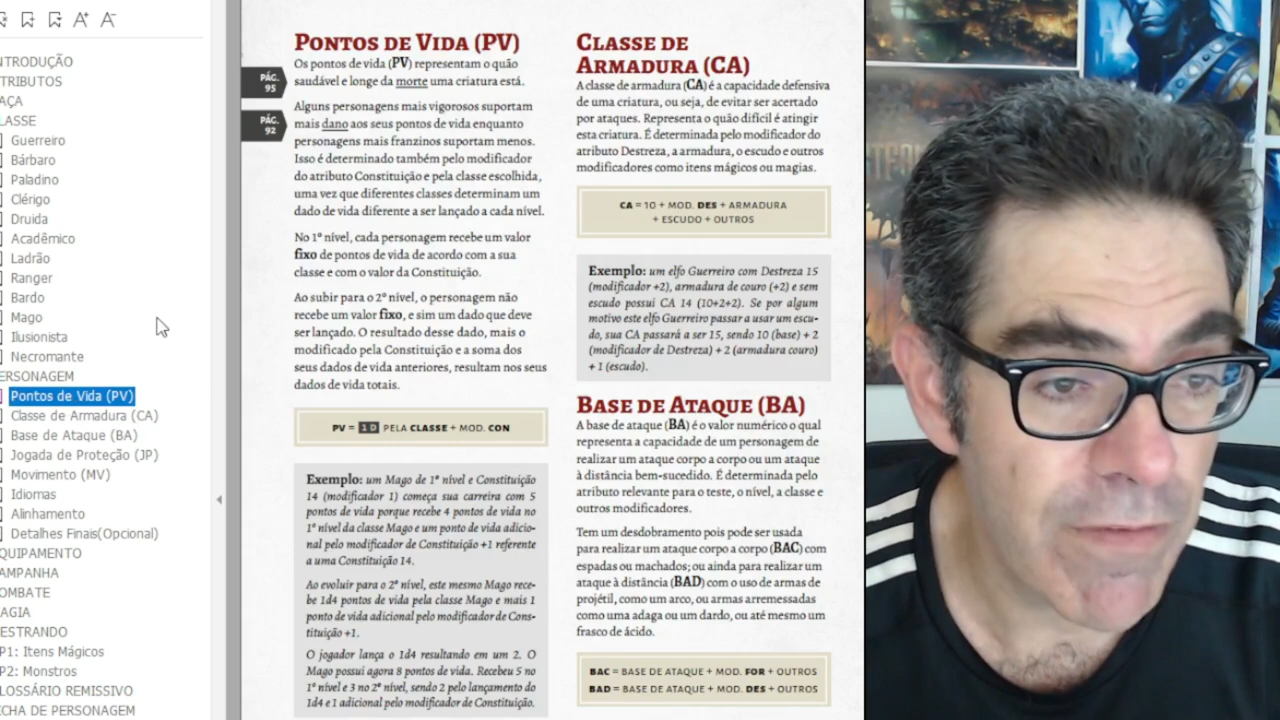 NTRODUÇÃO
TRIBUTOS
AÇA
LASSE
Guerreiro
Bárbaro
Paladino
Clérigo
Druida
Acadêmico
Ladrão
Ranger
Bardo
Mago
Ilusionista
Necromante
ERSONAGEM
Pontos de Vida (PV)
Classe de Armadura (CA)
Base de Ataque (BA)
Jogada de Proteção (JP)
Movimento (MV)
Idiomas
Alinhamento
Detalhes Finais(Opcional)
QUIPAMENTO
AMPANHA
OMBATE
AGIA
ESTRANDO
P1: Itens Mágicos
P2: Monstros
LOSSÁRIO REMISSIVO
ICHA DE PERSONAGEM
PÁG.
95
PÁG.
92
PONTOS DE VIDA (PV)
Os pontos de vida (PV) representam o quão
saudável e longe da morte uma criatura está.
Alguns personagens mais vigorosos suportam
mais dano aos seus pontos de vida enquanto
personagens mais franzinos suportam menos.
Isso é determinado também pelo modificador
do atributo Constituição e pela classe escolhida,
uma vez que diferentes classes determinam um
dado de vida diferente a ser lançado a cada nível.
No 1º nível, cada personagem recebe um valor
fixo de pontos de vida de acordo com a sua
classe e com o valor da Constituição.
Ao subir para o 2º nível, o personagem não
recebe um valor fixo, e sim um dado que deve
ser lançado. O resultado desse dado, mais o
modificado pela Constituição e a soma dos
seus dados de vida anteriores, resultam nos seus
dados de vida totais.
PV = 1 D PELA CLASSE + MOD. CON
Exemplo: um Mago de 1º nível e Constituição
14 (modificador 1) começa sua carreira com 5
pontos de vida porque recebe 4 pontos de vida no
1º nível da classe Mago e um ponto de vida adicio-
nal pelo modificador de Constituição +1 referente
a uma Constituição 14.
Ao evoluir para o 2º nível, este mesmo Mago rece-
be 1d4 pontos de vida pela classe Mago e mais 1
ponto de vida adicional pelo modificador de Cons-
tituição +1.
O jogador lança o 1d4 resultando em um 2. O
Mago possui agora 8 pontos de vida. Recebeu 5 no
1º nível e 3 no 2º nível, sendo 2 pelo lançamento do
1d4 e 1 adicional pelo modificador de Constituição.
CLASSE DE
ARMADURA (CA)
A classe de armadura (CA) é a capacidade defensiva
de uma criatura, ou seja, de evitar ser acertado
por ataques. Representa o quão difícil é atingir
esta criatura. É determinada pelo modificador do
atributo Destreza, a armadura, o escudo e outros
modificadores como itens mágicos ou magias.
CA = 10 + MOD. DES + ARMADURA
+ ESCUDO + OUTROS
Exemplo: um elfo Guerreiro com Destreza 15
(modificador +2), armadura de couro (+2) e sem
escudo possui CA 14 (10+2+2). Se por algum
motivo este elfo Guerreiro passar a usar um escu-
do, sua CA passará a ser 15, sendo 10 (base) + 2
(modificador de Destreza) + 2 (armadura couro)
+ 1 (escudo).
BASE DE ATAQUE (BA)
A base de ataque (BA) é o valor numérico o qual
representa a capacidade de um personagem de
realizar um ataque corpo a corpo ou um ataque
à distância bem-sucedido. É determinada pelo
atributo relevante para o teste, o nível, a classe e
outros modificadores.
Tem um desdobramento pois pode ser usada
para realizar um ataque corpo a corpo (BAC) com
espadas ou machados; ou ainda para realizar um
ataque à distância (BAD) com o uso de armas de
projétil, como um arco, ou armas arremessadas
como uma adaga ou um dardo, ou até mesmo um
frasco de ácido.
BAC = BASE DE ATAQUE + MOD. FOR + OUTROS
BAD = BASE DE ATAQUE + MOD. DES + OUTROS